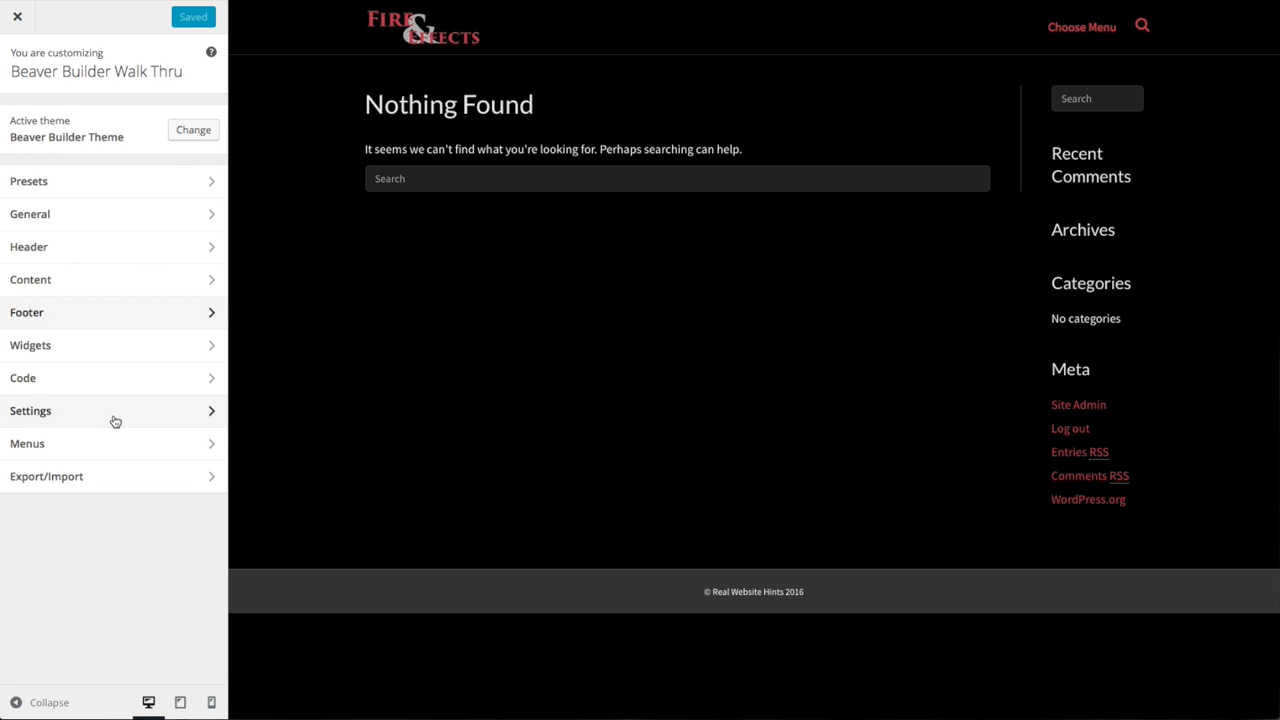 Saved
You are customizing
Beaver Builder Walk Thru
Active theme
Beaver Builder Theme
Change
Presets
General
Header
Content
Footer
Widgets
Code
Settings
Menus
Export/Import
Collapse
FIRE
&
EFFECTS
Choose Menu
Nothing Found
It seems we can't find what you're looking for. Perhaps searching can help.
Search
Search
Recent
Comments
Archives
Categories
No categories
Meta
Site Admin
Log out
Entries RSS
Comments RSS
WordPress.org
© Real Website Hints 2016